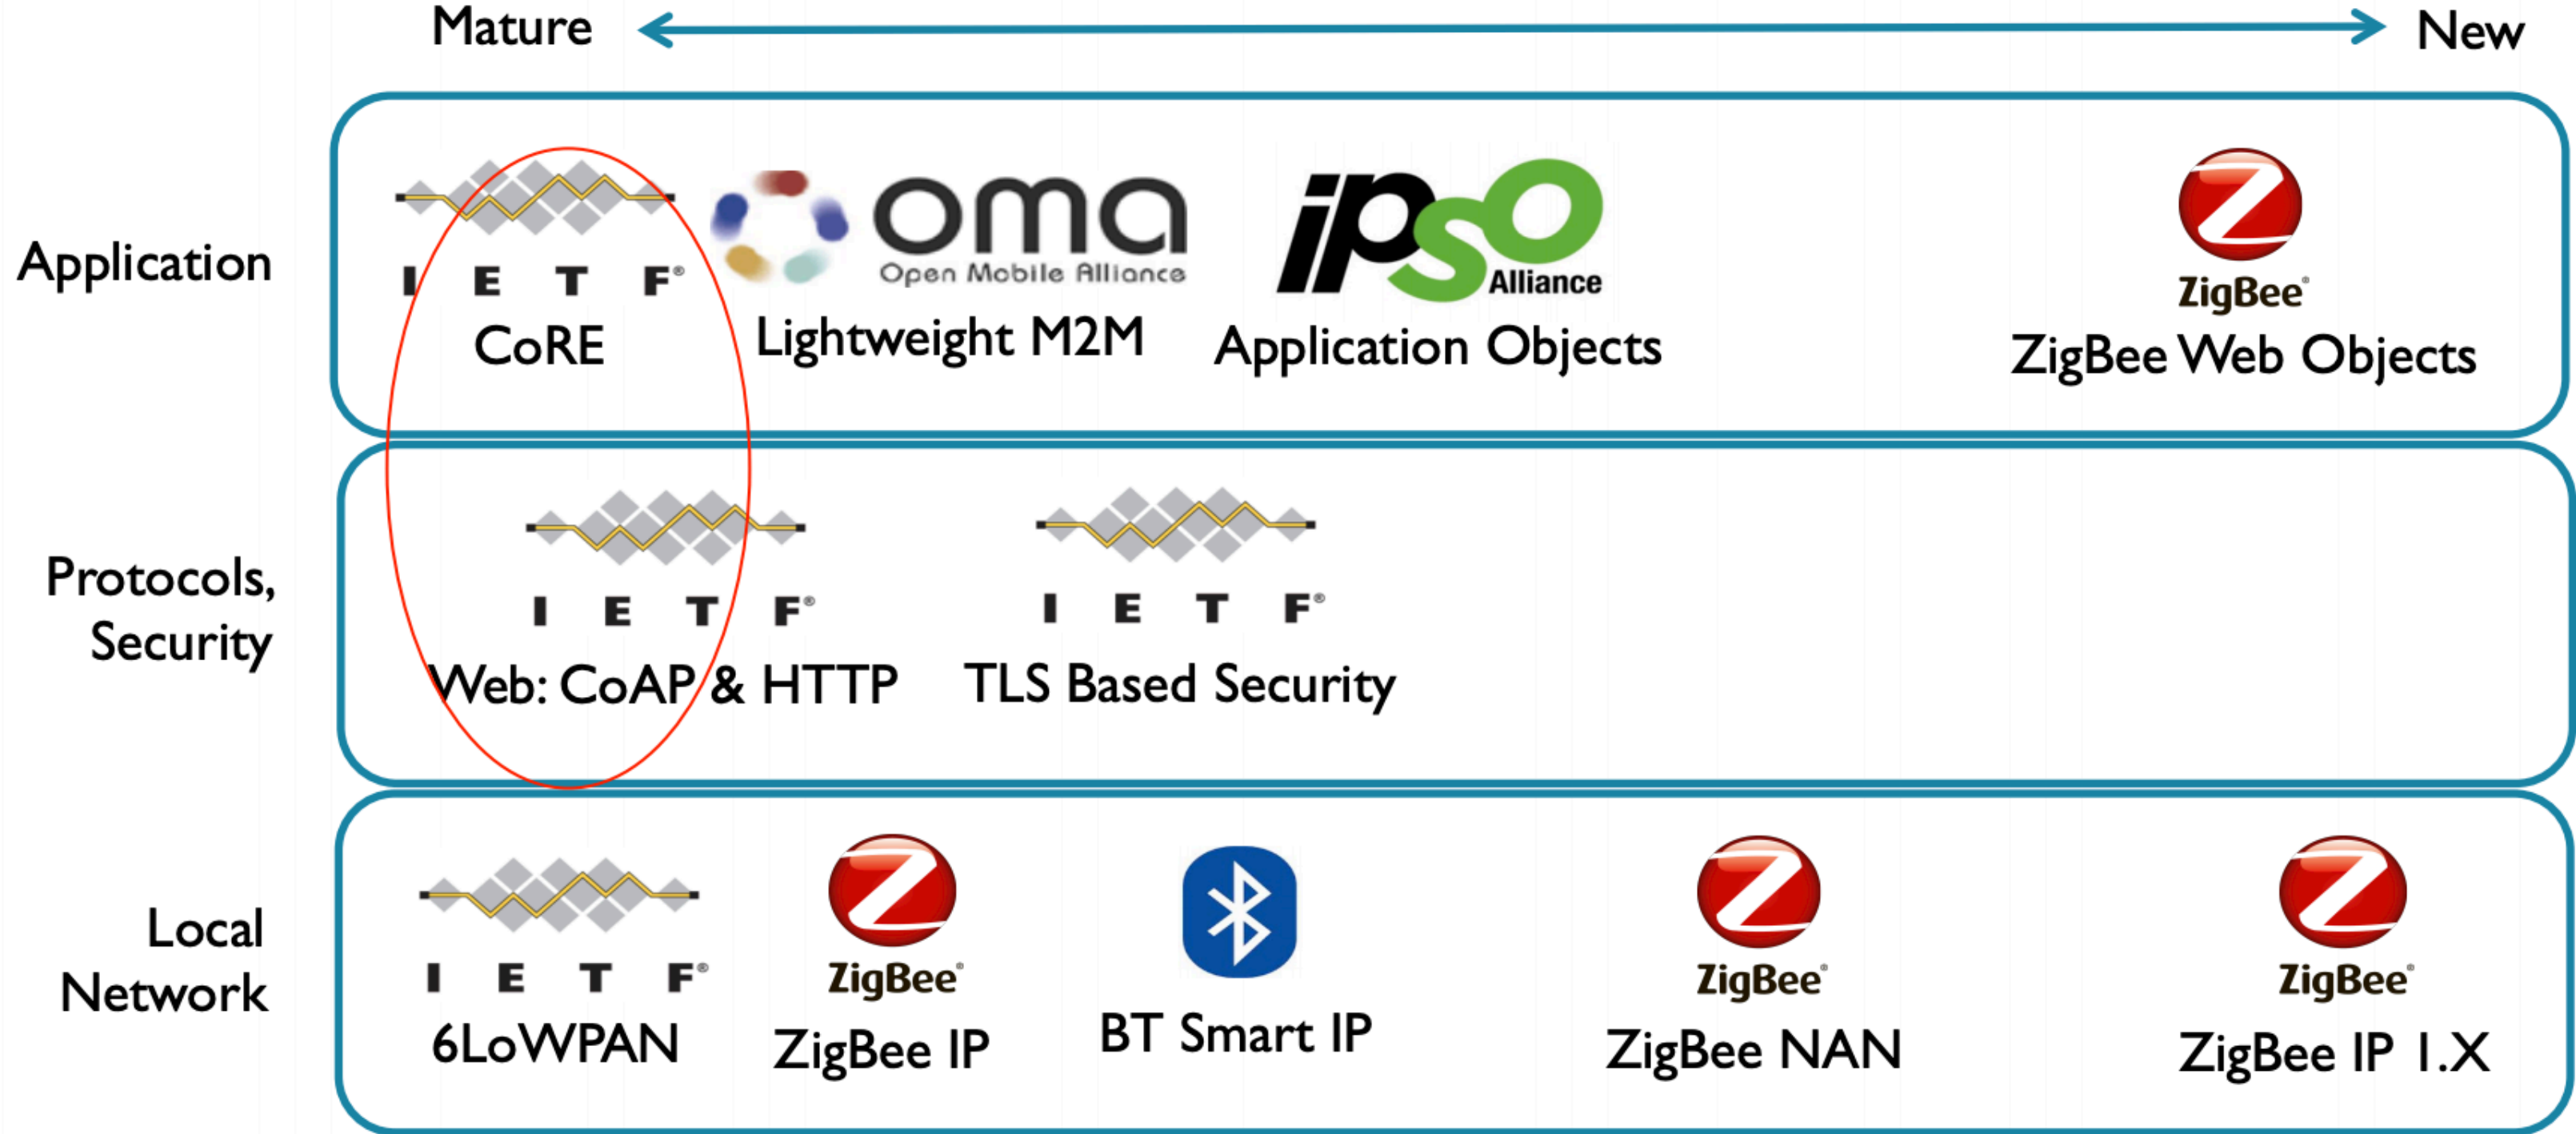 Mature New
Application
I E T F®
CoRE
oma
Open Mobile Alliance
Lightweight M2M
ipso
Alliance
Application Objects
ZigBee®
ZigBee Web Objects
Protocols,
Security
I E T F®
Web: CoAP & HTTP
I E T F®
TLS Based Security
Local
Network
I E T F®
6LoWPAN
ZigBee®
ZigBee IP
BT Smart IP
ZigBee®
ZigBee NAN
ZigBee®
ZigBee IP 1.X